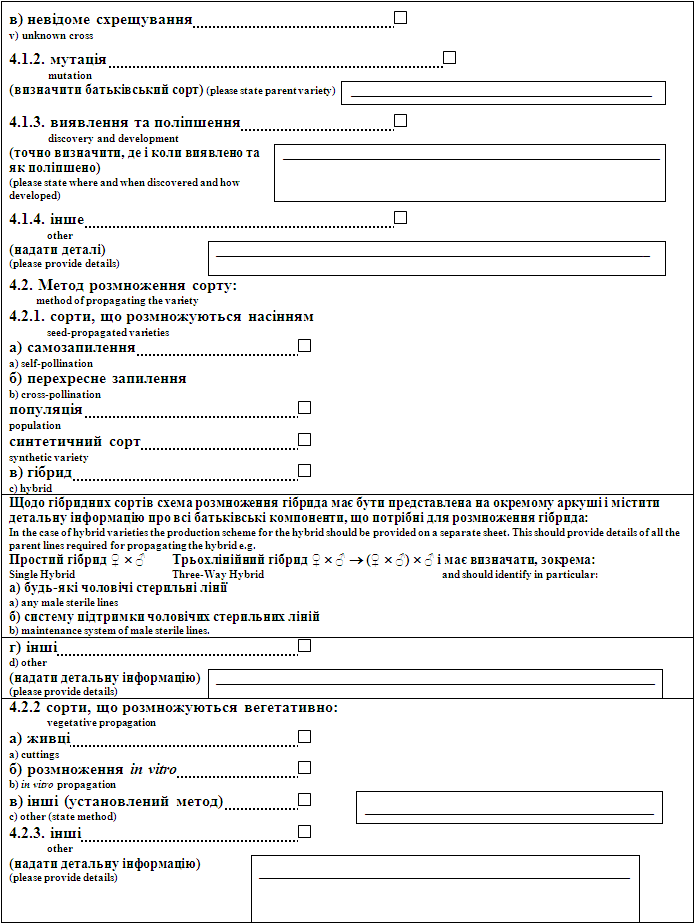 в) невідоме схрещування ☐
v) unknown cross
4.1.2. мутація ☐
mutation
(визначити батьківський сорт) (please state parent variety)
4.1.3. виявлення та поліпшення ☐
discovery and development
(точно визначити, де і коли виявлено та
як поліпшено)
(please state where and when discovered and how
developed)
4.1.4. інше ☐
other
(надати деталі)
(please provide details)
4.2. Метод розмноження сорту:
method of propagating the variety
4.2.1. сорти, що розмножуються насінням
seed-propagated varieties
а) самозапилення ☐
a) self-pollination
б) перехресне запилення
b) cross-pollination
популяція ☐
population
синтетичний сорт ☐
synthetic variety
в) гібрид ☐
c) hybrid
Щодо гібридних сортів схема розмноження гібрида має бути представлена на окремому аркуші і містити
детальну інформацію про всі батьківські компоненти, що потрібні для розмноження гібрида:
In the case of hybrid varieties the production scheme for the hybrid should be provided on a separate sheet. This should provide details of all the
parent lines required for propagating the hybrid e.g.
Простий гібрид ♀ × ♂ Трьохлінійний гібрид ♀ × ♂ → (♀ × ♂) × ♂ і має визначати, зокрема:
Single Hybrid Three-Way Hybrid and should identify in particular:
а) будь-які чоловічі стерильні лінії
a) any male sterile lines
б) систему підтримки чоловічих стерильних ліній
b) maintenance system of male sterile lines.
г) інші ☐
d) other
(надати детальну інформацію)
(please provide details)
4.2.2 сорти, що розмножуються вегетативно:
vegetative propagation
а) живці ☐
a) cuttings
б) розмноження in vitro ☐
b) in vitro propagation
в) інші (установлений метод) ☐
c) other (state method)
4.2.3. інші ☐
other
(надати детальну інформацію)
(please provide details)